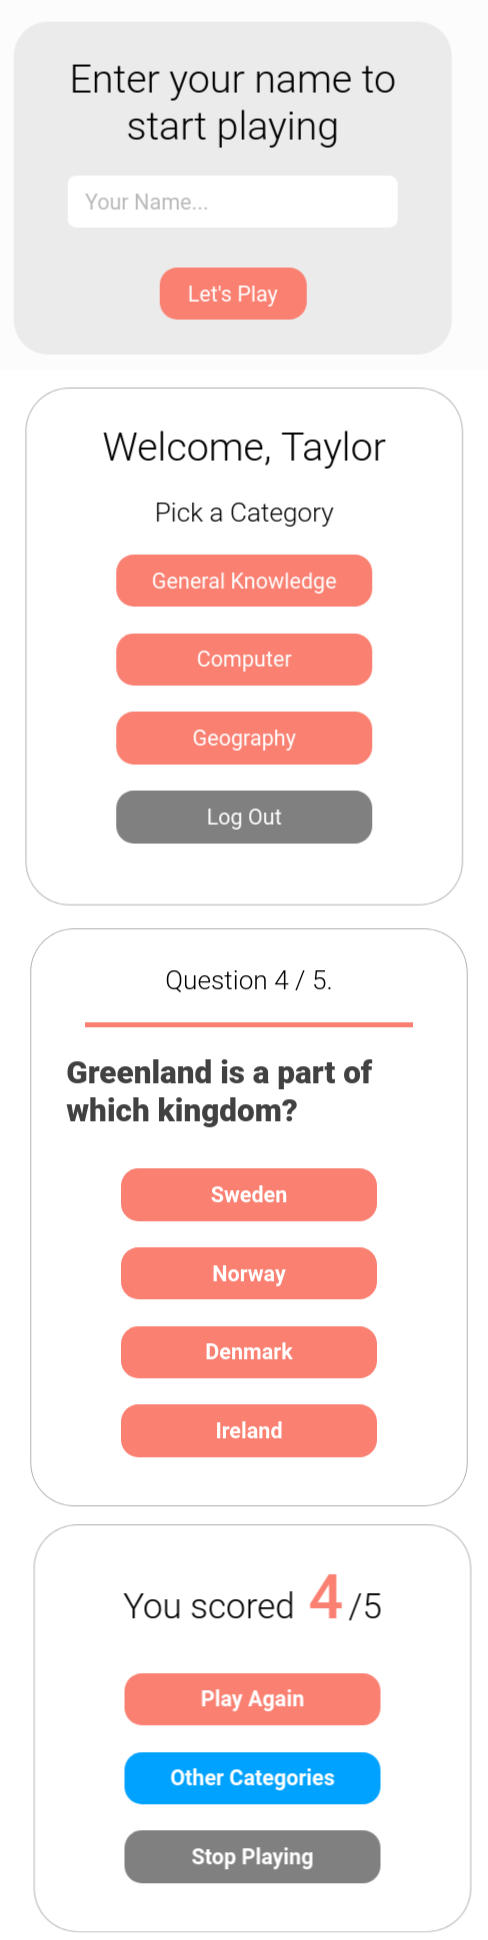 Enter your name to
start playing
Your Name...
Let's Play
Welcome, Taylor
Pick a Category
General Knowledge
Computer
Geography
Log Out
Question 4 / 5.
Greenland is a part of
which kingdom?
Sweden
Norway
Denmark
Ireland
You scored 4/5
Play Again
Other Categories
Stop Playing